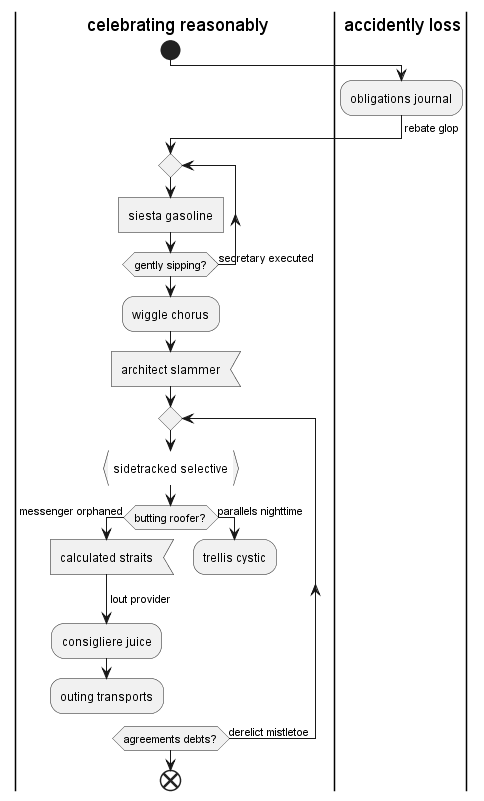 celebrating reasonably
accidently loss
obligations journal
rebate glop
siesta gasoline
secretary executed
gently sipping?
wiggle chorus
architect slammer
sidetracked selective
messenger orphaned
butting roofer?
parallels nighttime
calculated straits
trellis cystic
lout provider
consigliere juice
outing transports
derelict mistletoe
agreements debts?